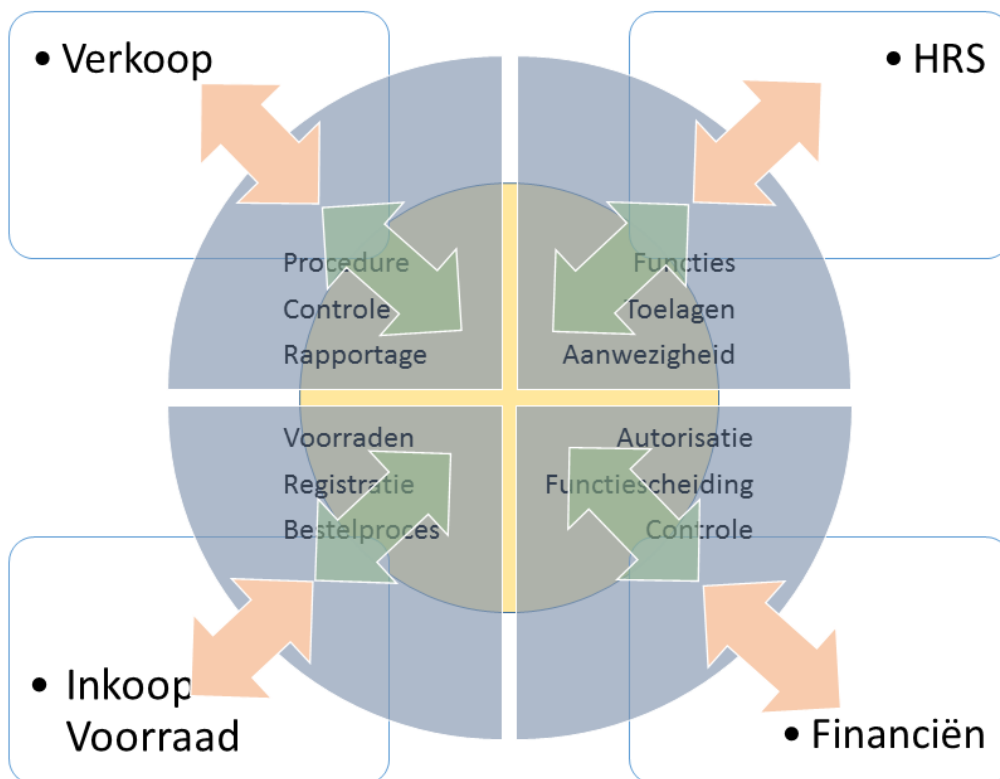 • Verkoop
• HRS
Procedure
Controle
Rapportage
Functies
Toelagen
Aanwezigheid
Voorraden
Registratie
Bestelproces
Autorisatie
Functiescheiding
Controle
• Inkoop
Voorraad
• Financiën